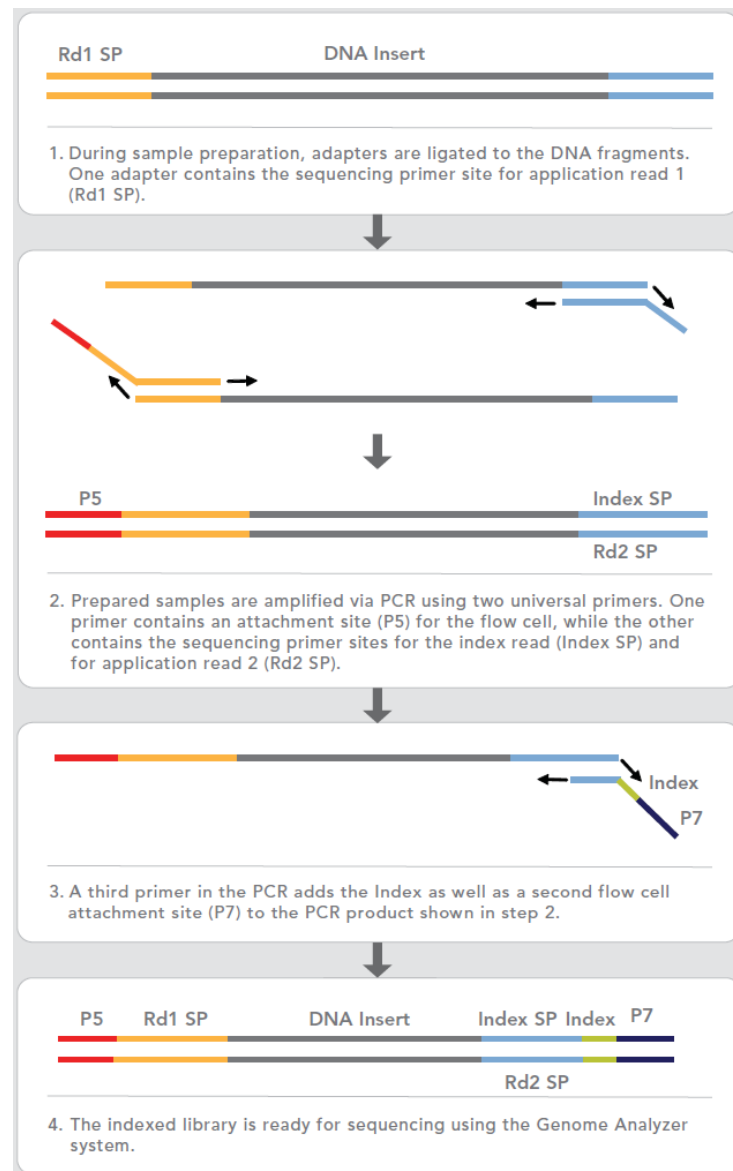 Rd1 SP DNA Insert
1. During sample preparation, adapters are ligated to the DNA fragments.
One adapter contains the sequencing primer site for application read 1
(Rd1 SP).
P5 Index SP
Rd2 SP
2. Prepared samples are amplified via PCR using two universal primers. One
primer contains an attachment site (P5) for the flow cell, while the other
contains the sequencing primer sites for the index read (Index SP) and
for application read 2 (Rd2 SP).
Index
P7
3. A third primer in the PCR adds the Index as well as a second flow cell
attachment site (P7) to the PCR product shown in step 2.
P5 Rd1 SP DNA Insert Index SP Index P7
Rd2 SP
4. The indexed library is ready for sequencing using the Genome Analyzer
system.